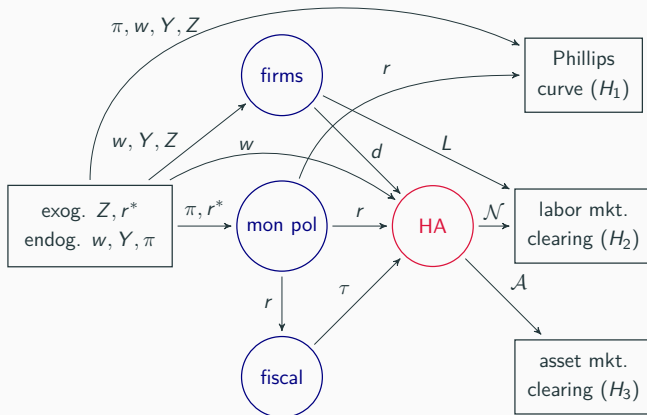 π, w, Y, Z
firms
r
Phillips
curve (H₁)
w, Y, Z
w
d
L
exog. Z, r*
endog. w, Y, π
π, r*
mon pol
r
HA
𝒩
labor mkt.
clearing (H₂)
r
τ
𝒜
fiscal
asset mkt.
clearing (H₃)